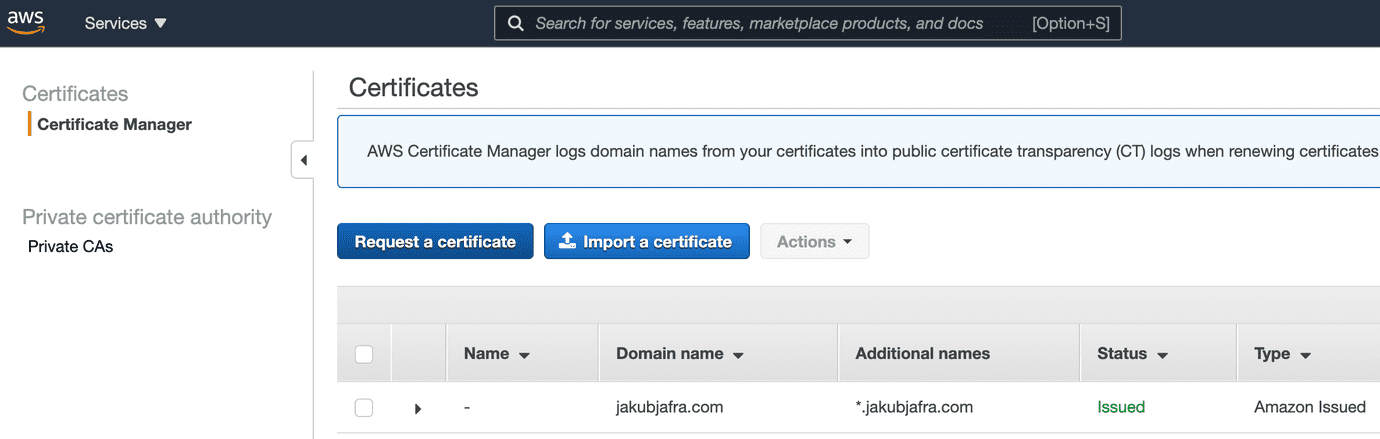 aws
Services
Search for services, features, marketplace products, and docs [Option+S]
Certificates
Certificate Manager
Private certificate authority
Private CAs
Certificates
AWS Certificate Manager logs domain names from your certificates into public certificate transparency (CT) logs when renewing certificates
Request a certificate Import a certificate Actions
Name Domain name Additional names Status Type
- jakubjafra.com *.jakubjafra.com Issued Amazon Issued